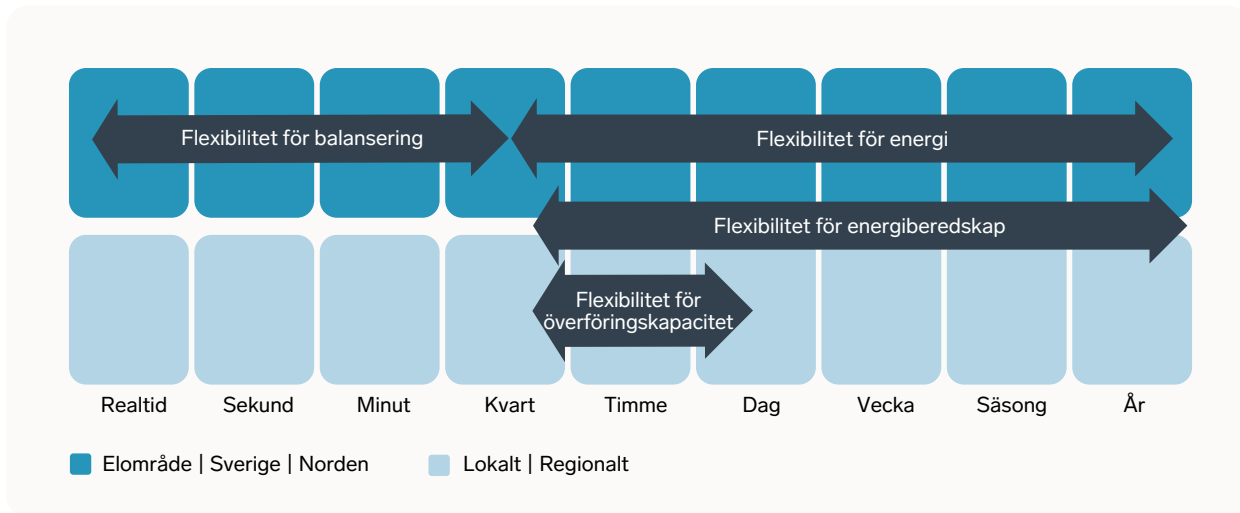 Flexibilitet för balansering
Flexibilitet för energi
Flexibilitet för energiberedskap
Flexibilitet för
överföringskapacitet
Realtid
Sekund
Minut
Kvart
Timme
Dag
Vecka
Säsong
År
Elområde | Sverige | Norden
Lokalt | Regionalt